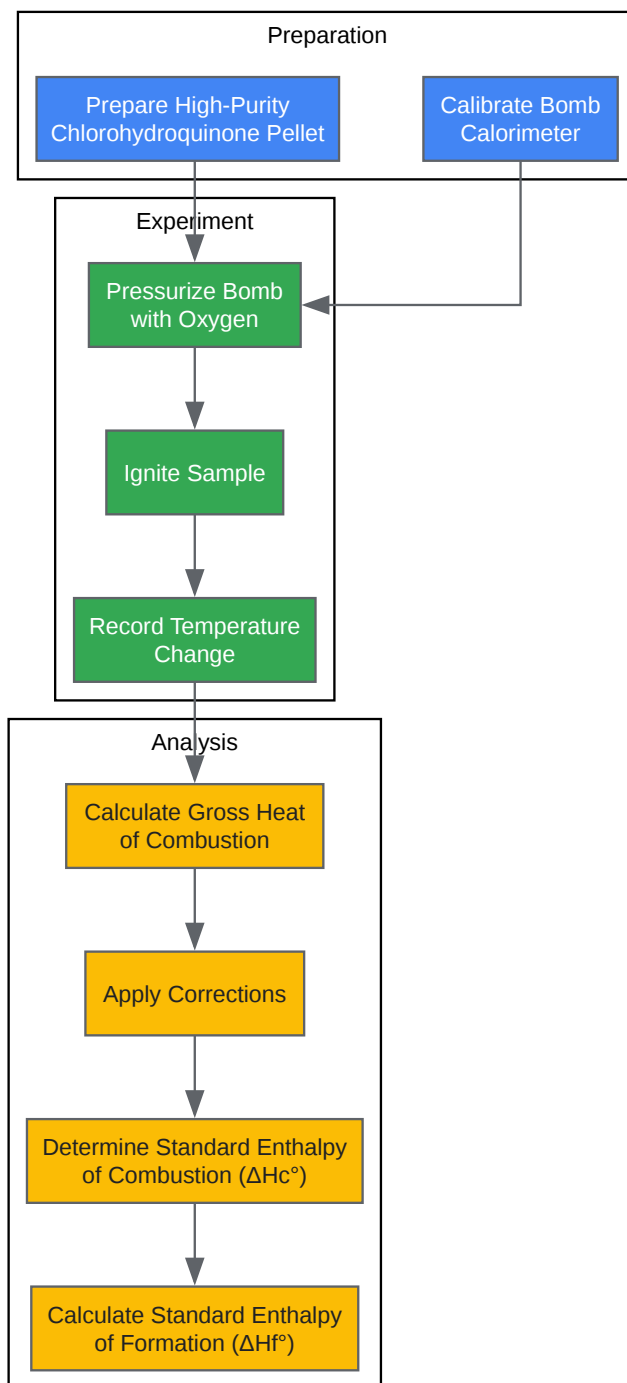 Preparation
Prepare High-Purity
Chlorohydroquinone Pellet
Calibrate Bomb
Calorimeter
Experiment
Pressurize Bomb
with Oxygen
Ignite Sample
Record Temperature
Change
Analysis
Calculate Gross Heat
of Combustion
Apply Corrections
Determine Standard Enthalpy
of Combustion (ΔHc°)
Calculate Standard Enthalpy
of Formation (ΔHf°)